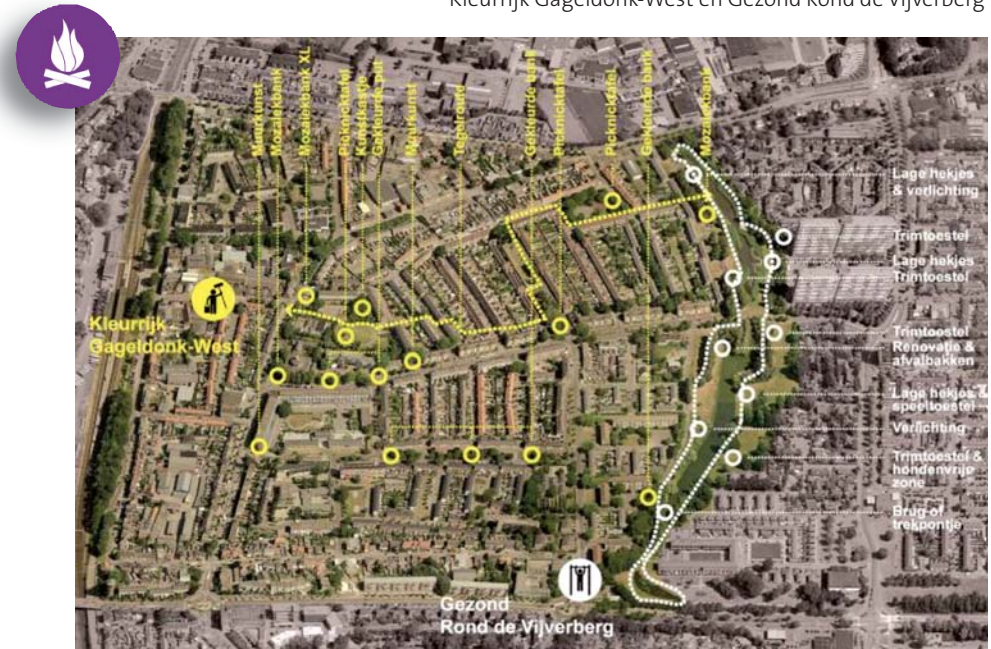 Kleurrijk Gageldonk-West en Gezond Rond de Vijverberg
Muurkunst
Mozaïekbank
Mozaïekbank XL
Picknicktafel
Kunstkastje
Gekleurde put
Muurkunst
Tegelroute
Gekleurde bank
Picknicktafel
Picknicktafel
Gekleurde bank
Mozaïekbank
Lage hekjes
& verlichting
Trimtoestel
Lage hekjes
Trimtoestel
Trimtoestel
Renovatie &
afvalbakken
Lage hekjes &
speeltoestel
Verlichting
Trimtoestel &
hondenvrije
zone
Brug of
trekpontje
Kleurrijk
Gageldonk-West
Gezond
Rond de Vijverberg